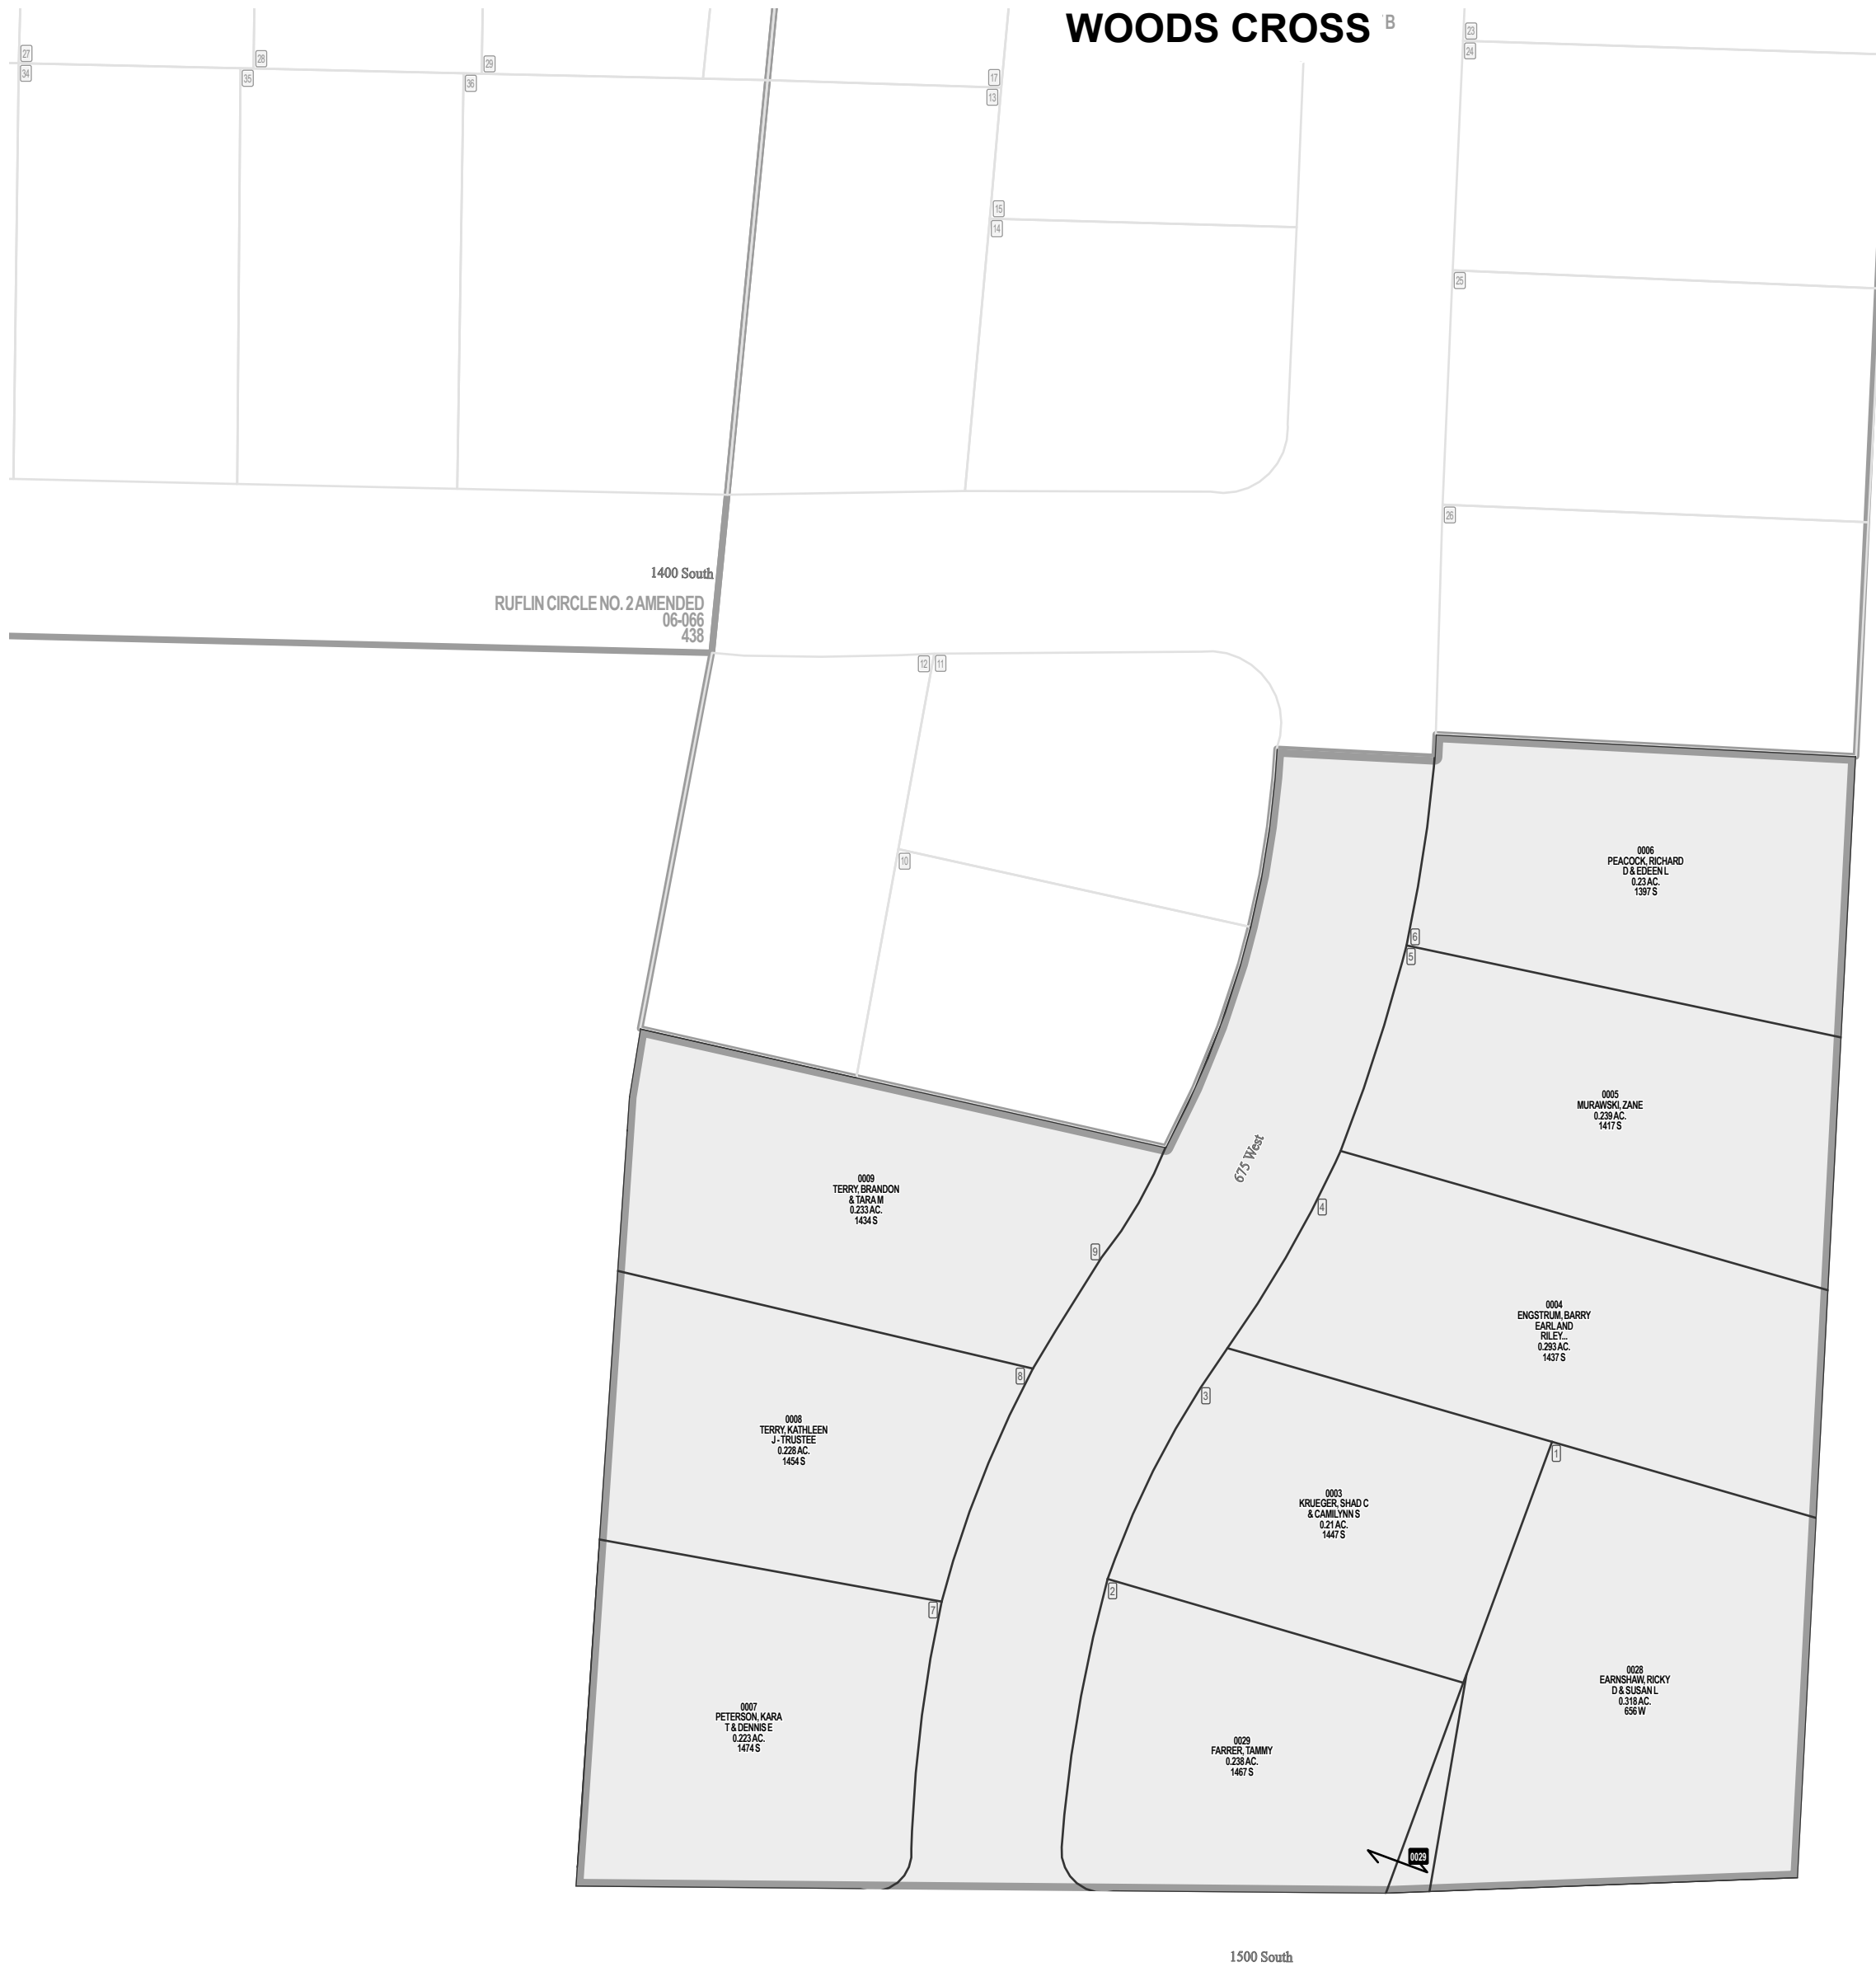 WOODS CROSS
B
27
34
28
35
29
36
17
13
23
24
15
14
25
26
1400 South
RUFLIN CIRCLE NO. 2 AMENDED
06-066
438
12
11
10
0006
PEACOCK, RICHARD
D & EDEEN L
0.23 AC.
1397 S
6
5
0005
MURAWSKI, ZANE
0.239 AC.
1417 S
675 West
0009
TERRY, BRANDON
& TARA M
0.233 AC.
1434 S
4
9
0004
ENGSTRUM, BARRY
EARL AND
RILEY...
0.293 AC.
1437 S
8
3
0008
TERRY, KATHLEEN
J - TRUSTEE
0.228 AC.
1454 S
1
0003
KRUEGER, SHAD C
& CAMILYNN S
0.21 AC.
1447 S
2
7
0028
EARNSHAW, RICKY
D & SUSAN L
0.318 AC.
656 W
0007
PETERSON, KARA
T & DENNIS E
0.223 AC.
1474 S
0029
FARRER, TAMMY
0.238 AC.
1467 S
0029
1500 South